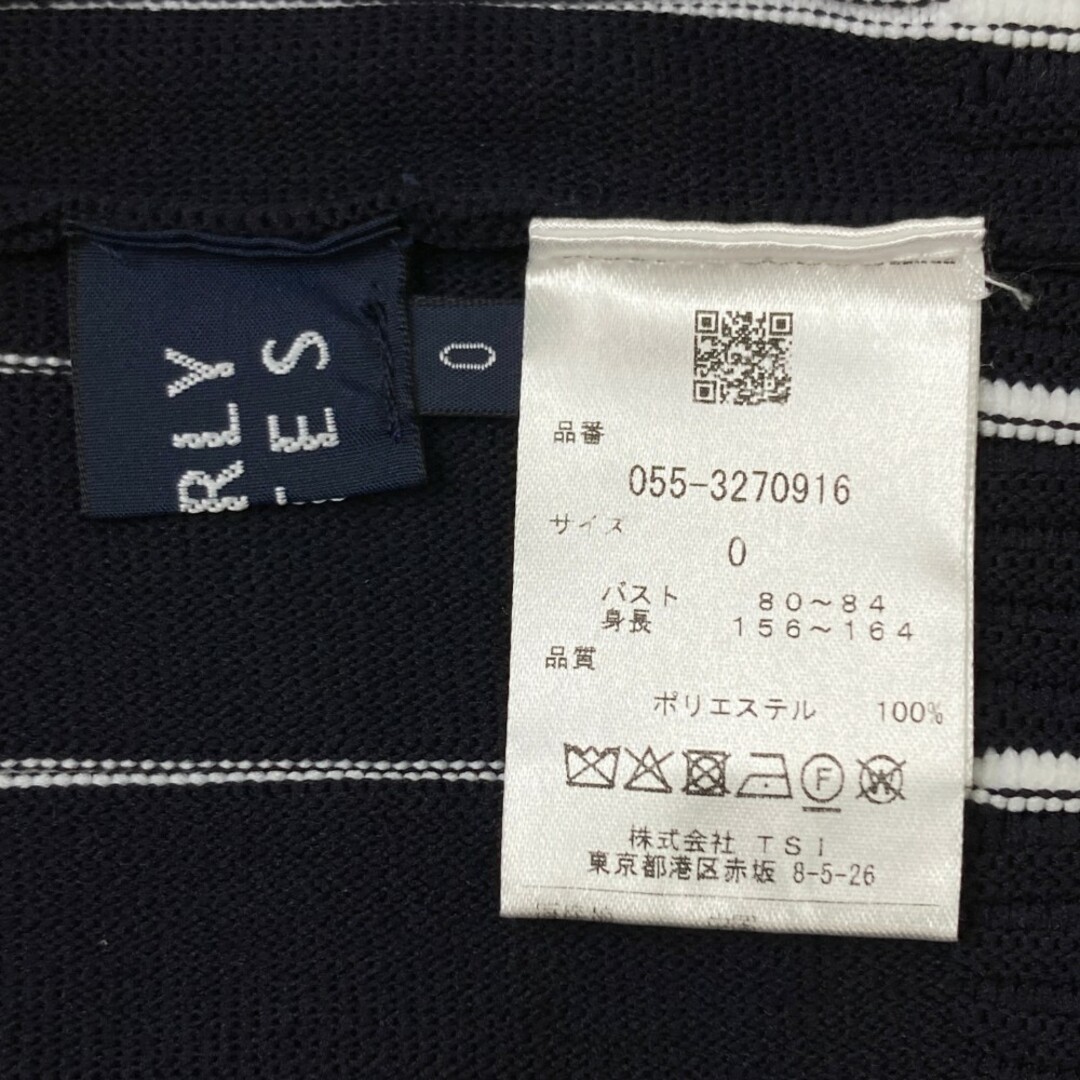 RLY
ES
0
品番
055-3270916
サイズ
0
バスト 80~84
身長 156~164
品質
ポリエステル 100%
F
W
株式会社 TSI
東京都港区赤坂 8-5-26